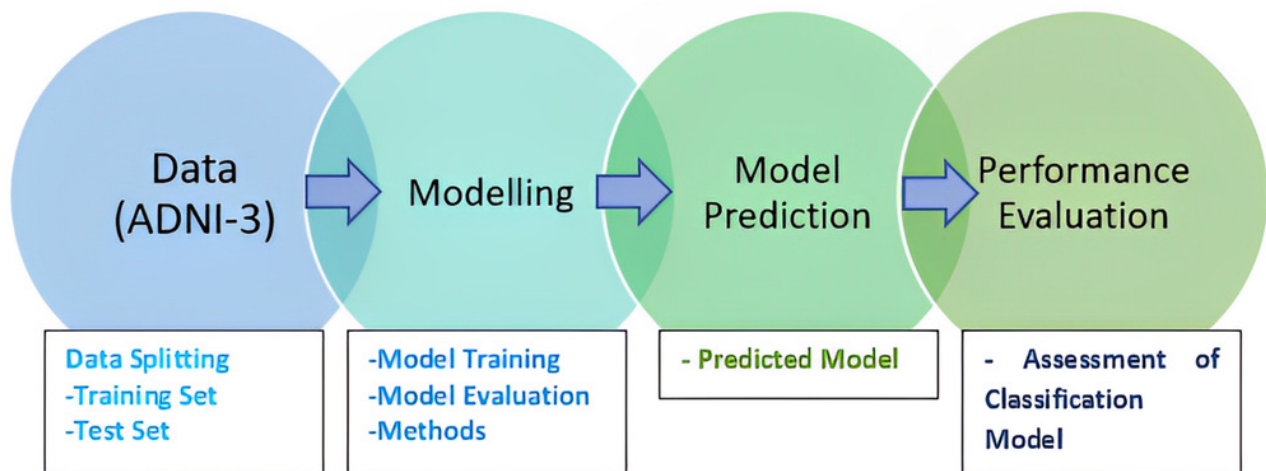 Data
(ADNI-3)
Modelling
Model
Prediction
Performance
Evaluation
Data Splitting
-Training Set
-Test Set
-Model Training
-Model Evaluation
-Methods
- Predicted Model
- Assessment of
Classification
Model